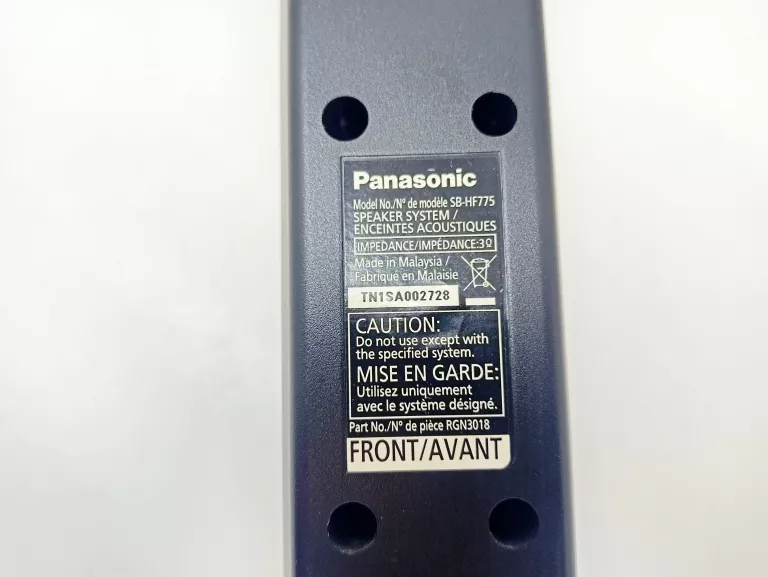 Panasonic
Model No./N° de modèle SB-HF775
SPEAKER SYSTEM /
ENCEINTES ACOUSTIQUES
IMPEDANCE/IMPÉDANCE:3Ω
Made in Malaysia /
Fabriqué en Malaisie
TN1SA002728
CAUTION:
Do not use except with
the specified system.
MISE EN GARDE:
Utilisez uniquement
avec le système désigné.
Part No./N° de pièce RGN3018
FRONT/AVANT